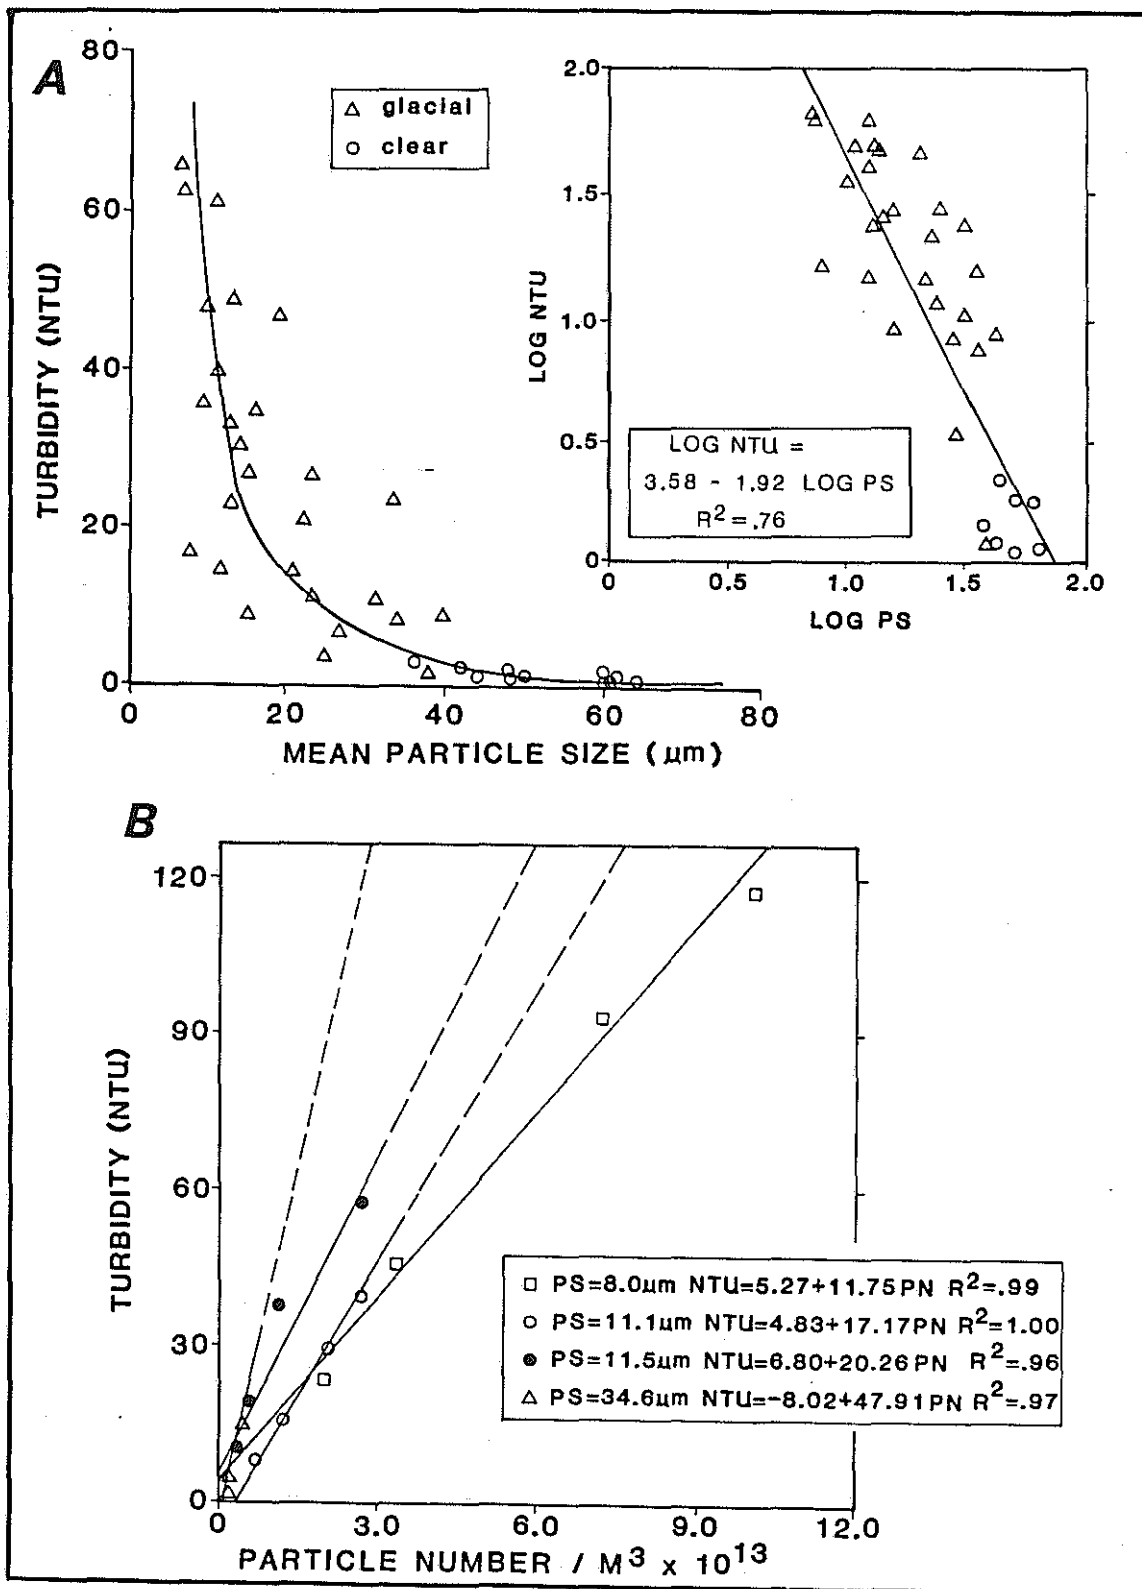 A
80
60
40
20
0
TURBIDITY (NTU)
△ glacial
○ clear
0 20 40 60 80
MEAN PARTICLE SIZE (µm)
2.0
1.5
1.0
0.5
0
LOG NTU
LOG NTU =
3.58 - 1.92 LOG PS
R²=.76
0 0.5 1.0 1.5 2.0
LOG PS
B
120
90
60
30
0
TURBIDITY (NTU)
□ PS=8.0µm NTU=5.27+11.75PN R²=.99
○ PS=11.1µm NTU=4.83+17.17PN R²=1.00
● PS=11.5µm NTU=6.80+20.26PN R²=.96
△ PS=34.6µm NTU=-8.02+47.91PN R²=.97
0 3.0 6.0 9.0 12.0
PARTICLE NUMBER / M³ x 10¹³